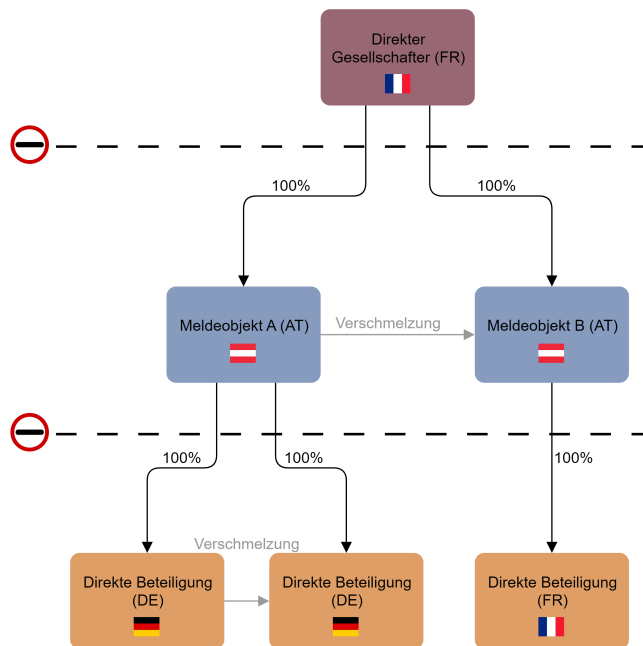 Direkter
Gesellschafter (FR)
100%
100%
Meldeobjekt A (AT)
Verschmelzung
Meldeobjekt B (AT)
100%
100%
100%
Verschmelzung
Direkte Beteiligung
(DE)
Direkte Beteiligung
(DE)
Direkte Beteiligung
(FR)